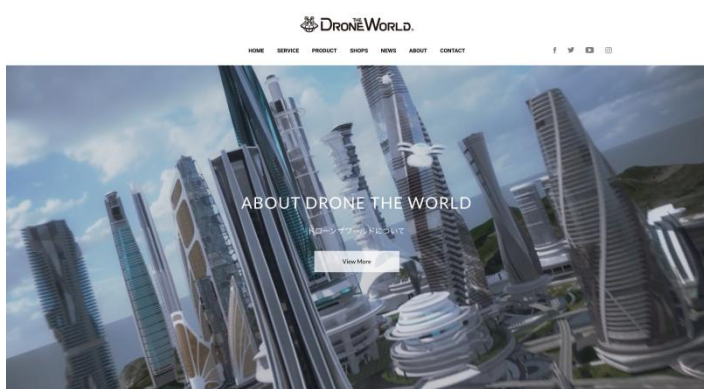 DRONE THE WORLD.
HOME SERVICE PRODUCT SHOPS NEWS ABOUT CONTACT
ABOUT DRONE THE WORLD
ドローンザワールドについて
View More